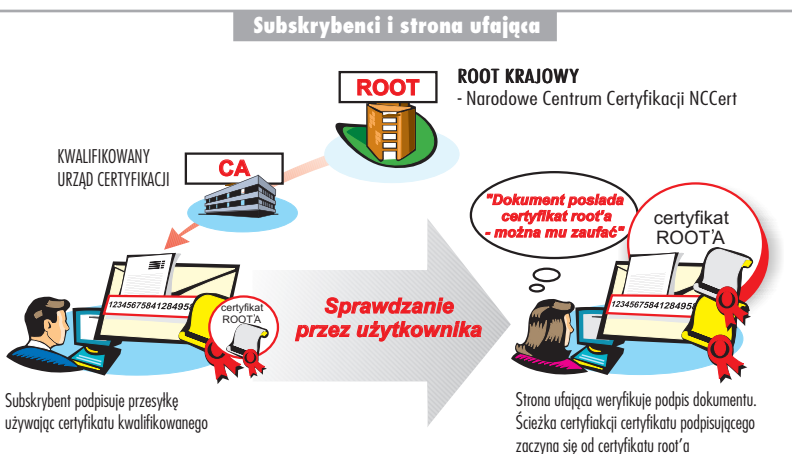 Subskrybenci i strona ufająca
ROOT
ROOT KRAJOWY
- Narodowe Centrum Certyfikacji NCCert
KWALIFIKOWANY
URZĄD CERTYFIKACJI
CA
"Dokument posiada
certyfikat root'a
- można mu zaufać"
certyfikat
ROOT'A
12345675841284958
certyfikat
ROOT'A
Sprawdzanie
przez użytkownika
12345675841284958
Subskrybent podpisuje przesyłkę
używając certyfikatu kwalifikowanego
Strona ufająca weryfikuje podpis dokumentu.
Ścieżka certyfiakcji certyfikatu podpisującego
zaczyna się od certyfikatu root'a